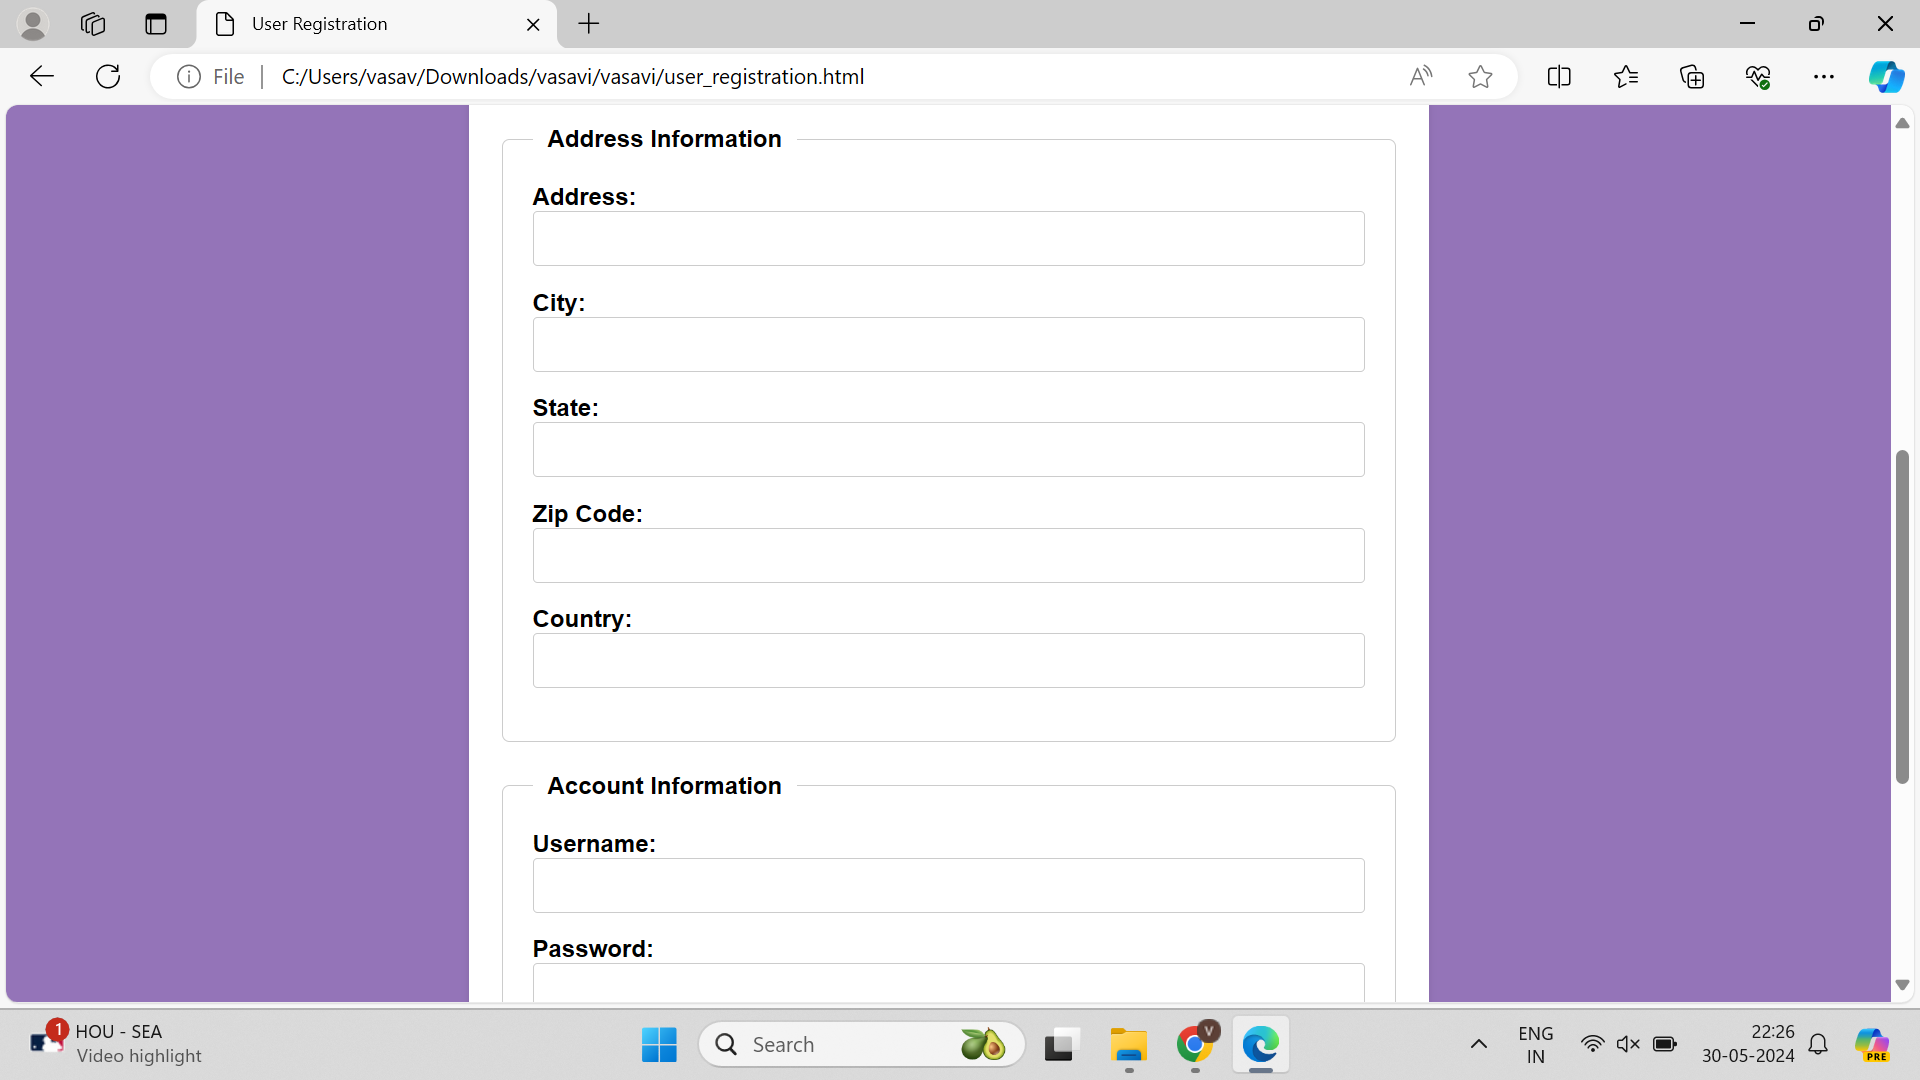 User Registration
File
C:/Users/vasav/Downloads/vasavi/vasavi/user_registration.html
Address Information
Address:
City:
State:
Zip Code:
Country:
Account Information
Username:
Password:
1
HOU - SEA
Video highlight
Search
V
ENG
IN
22:26
30-05-2024
PRE